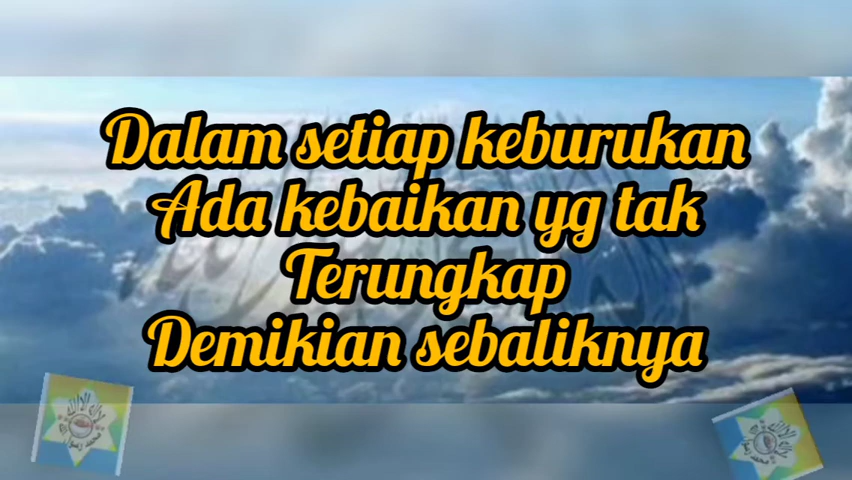 Dalam setiap keburukan
Ada kebaikan yg tak
Terungkap
Demikian sebaliknya